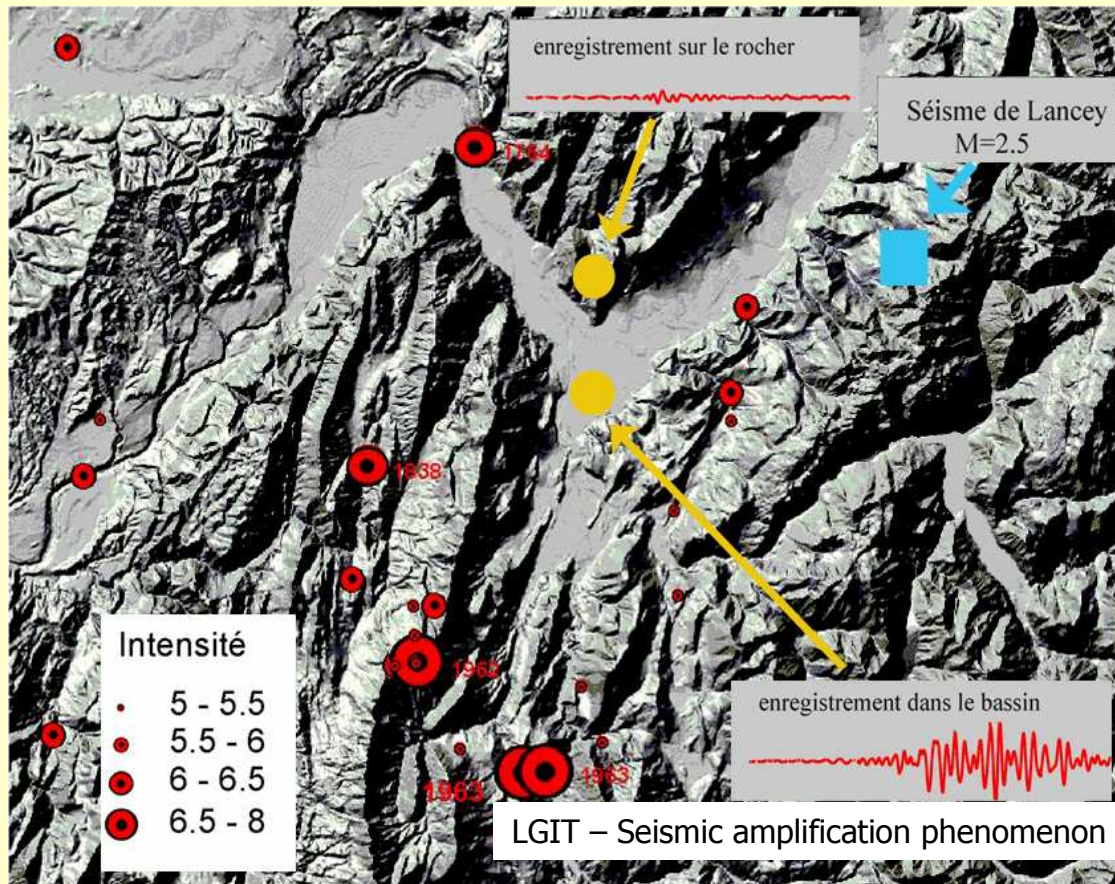 enregistrement sur le rocher
Séisme de Lancey
M=2.5
1754
1838
1962
1963
1963
Intensité
5 - 5.5
5.5 - 6
6 - 6.5
6.5 - 8
enregistrement dans le bassin
LGIT – Seismic amplification phenomenon